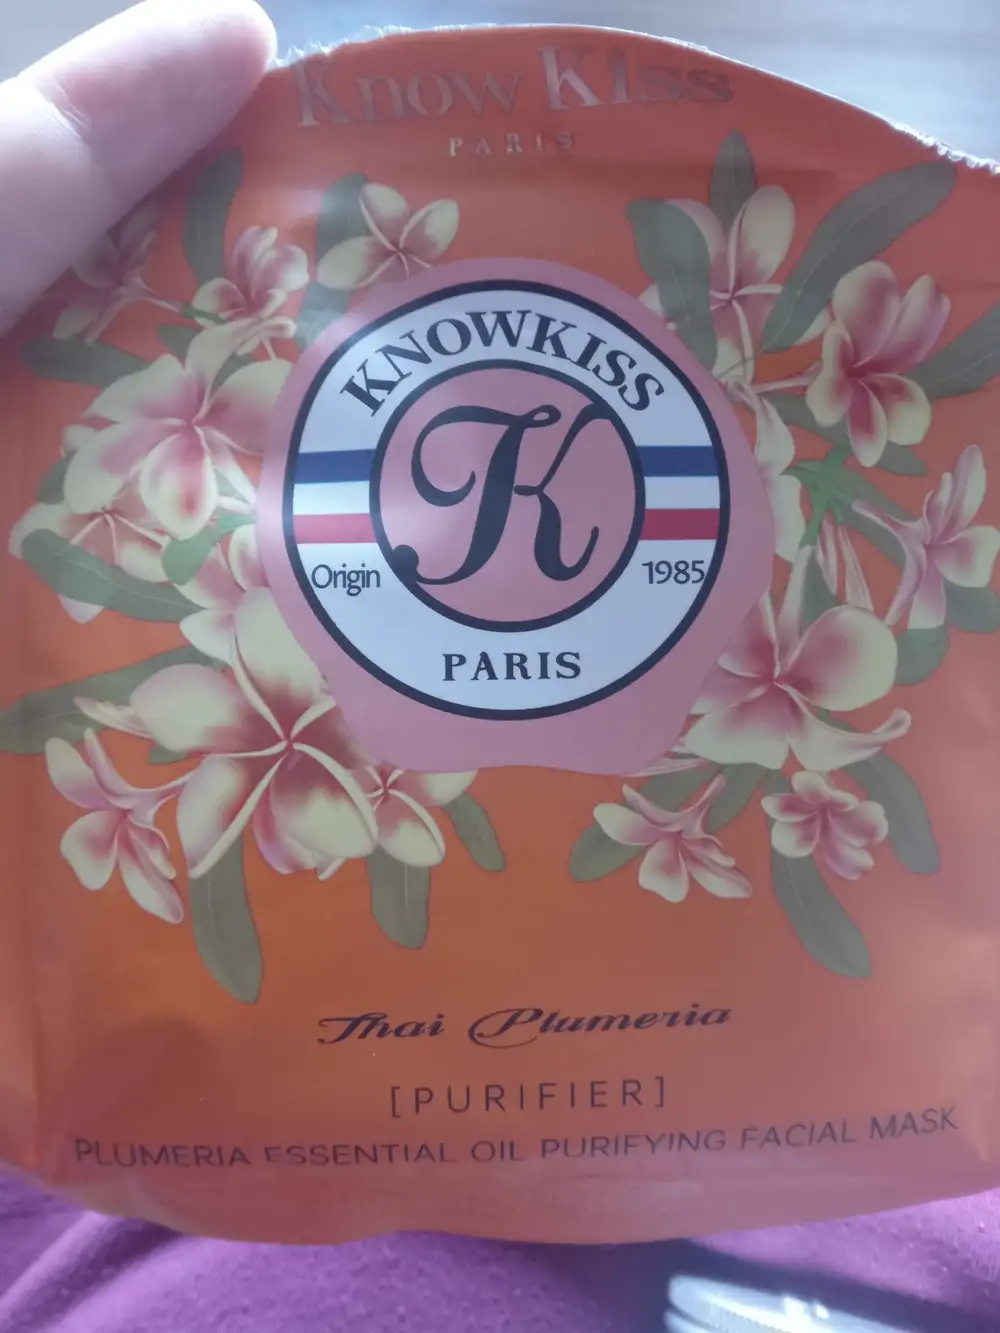 Know Kiss
PARIS
KNOWKISS
K
Origin
1985
PARIS
Thai Plumeria
[PURIFIER]
PLUMERIA ESSENTIAL OIL PURIFYING FACIAL MASK